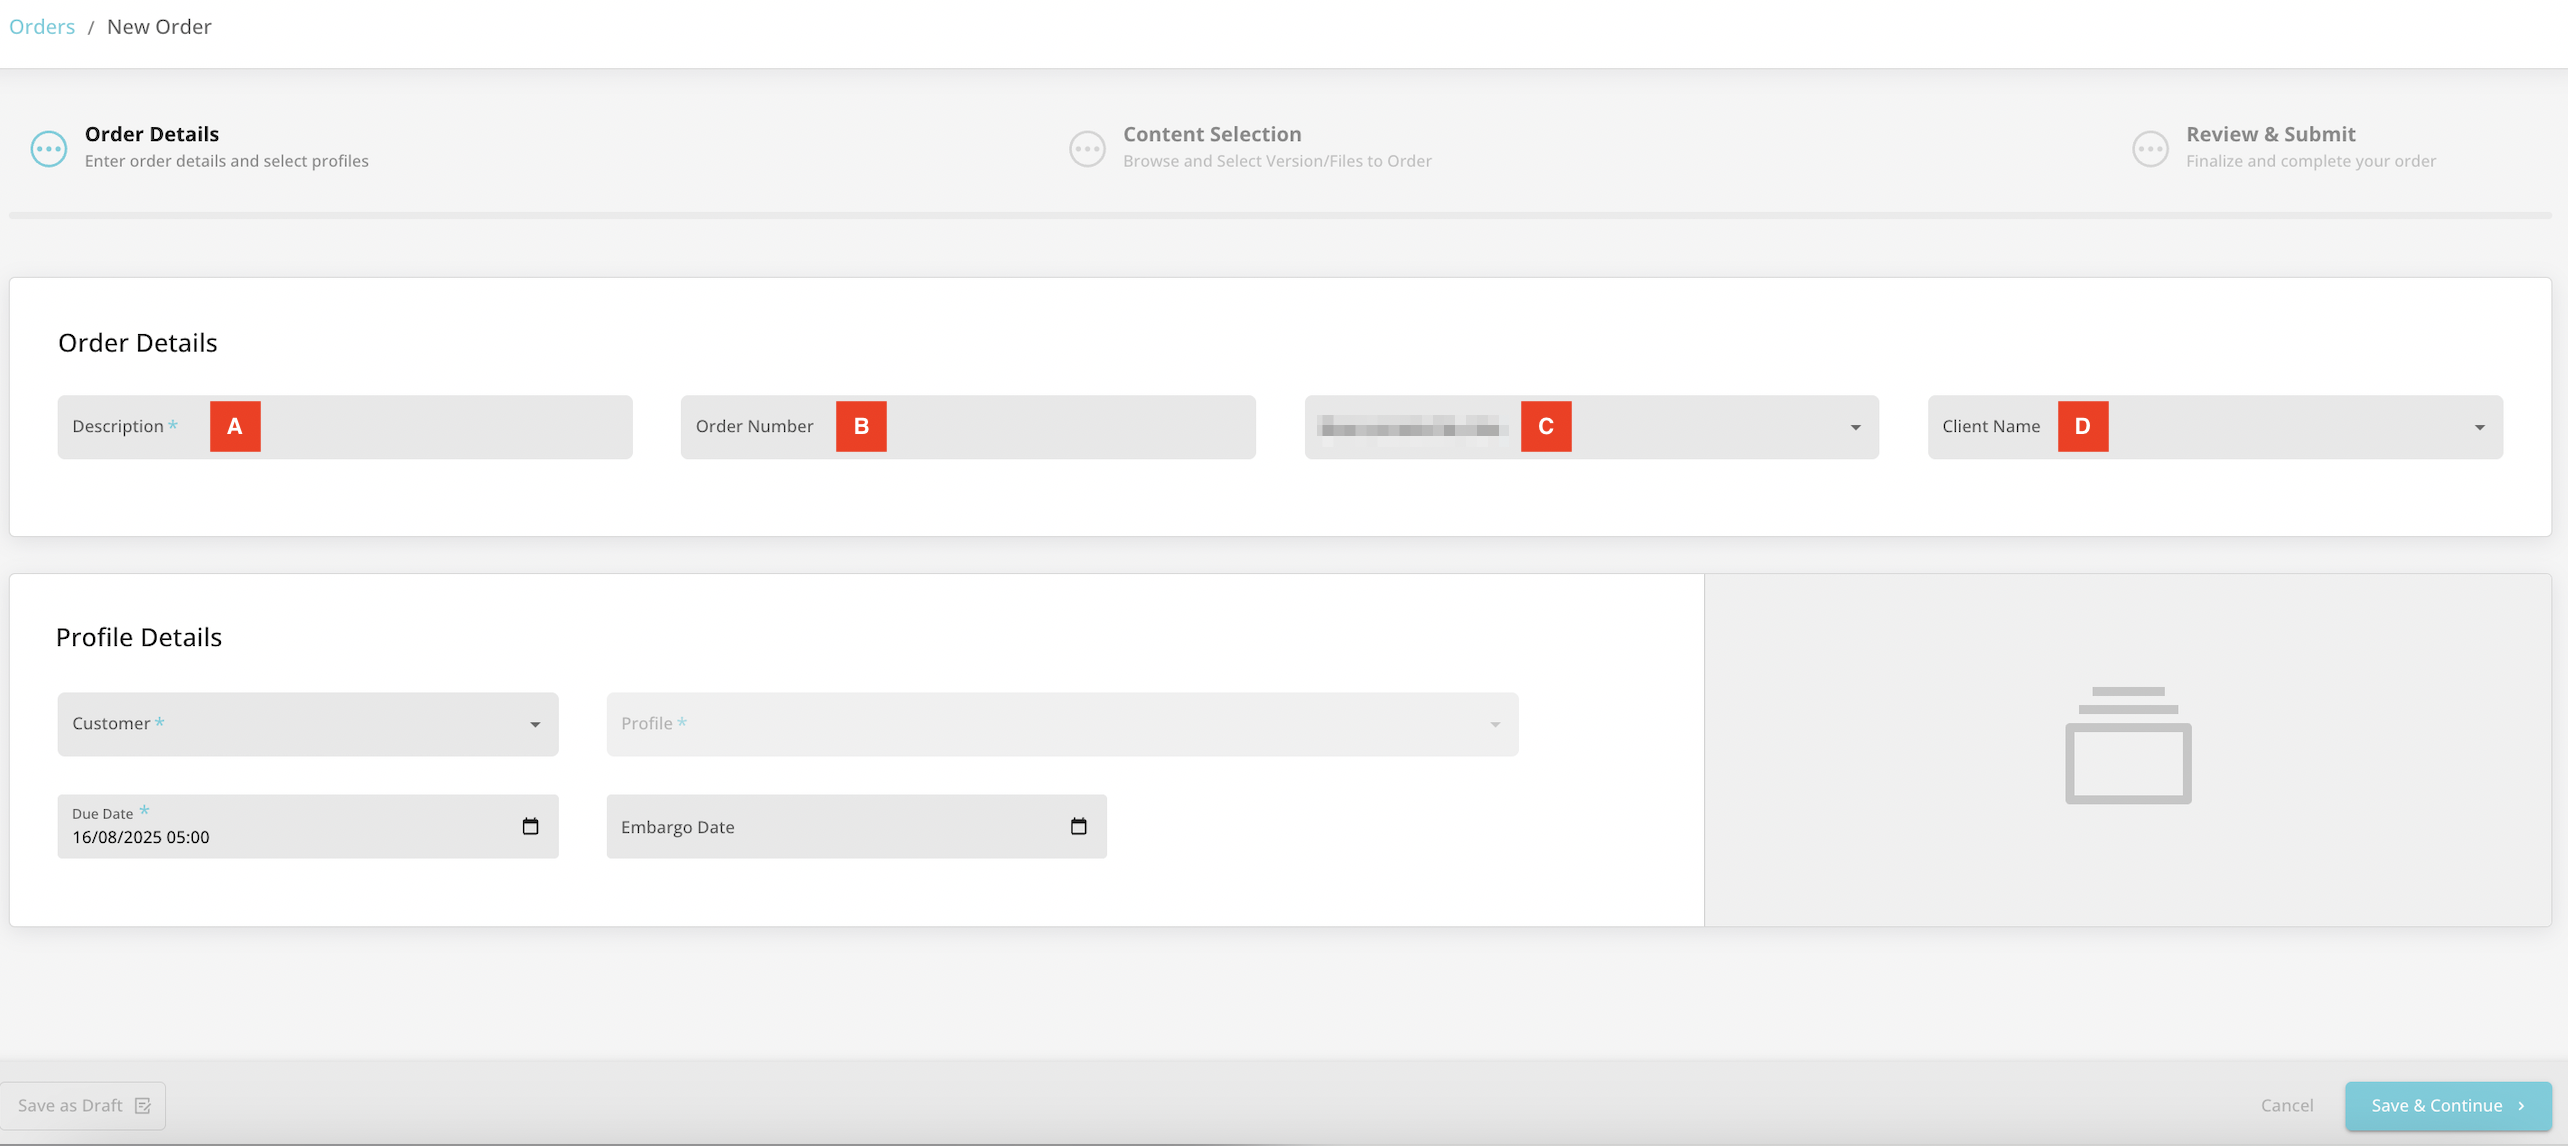 Orders / New Order
Order Details
Enter order details and select profiles
Content Selection
Browse and Select Version/Files to Order
Review & Submit
Finalize and complete your order
Order Details
Description * A
Order Number B
C
Client Name D
Profile Details
Customer *
Profile *
Due Date *
16/08/2025 05:00
Embargo Date
Save as Draft
Cancel
Save & Continue